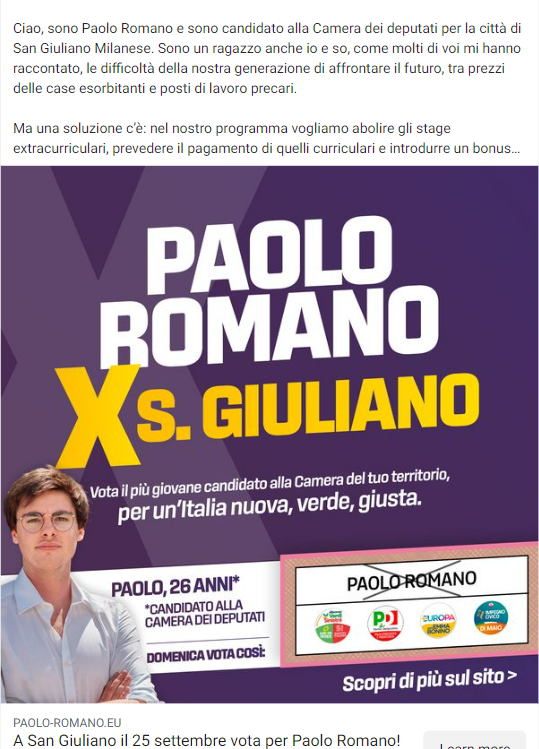 Ciao, sono Paolo Romano e sono candidato alla Camera dei deputati per la città di
San Giuliano Milanese. Sono un ragazzo anche io e so, come molti di voi mi hanno
raccontato, le difficoltà della nostra generazione di affrontare il futuro, tra prezzi
delle case esorbitanti e posti di lavoro precari.
Ma una soluzione c'è: nel nostro programma vogliamo abolire gli stage
extracurriculari, prevedere il pagamento di quelli curriculari e introdurre un bonus...
PAOLO
ROMANO
X S. GIULIANO
Vota il più giovane candidato alla Camera del tuo territorio,
per un'Italia nuova, verde, giusta.
PAOLO, 26 ANNI*
*CANDIDATO ALLA
CAMERA DEI DEPUTATI
DOMENICA VOTA COSÌ:
PAOLO ROMANO
Sinistra
SI
PD
EUROPA
EMMA
BONINO
IMPEGNO
CIVICO
DI MAIO
Scopri di più sul sito >
PAOLO-ROMANO.EU
A San Giuliano il 25 settembre vota per Paolo Romano!
Learn more